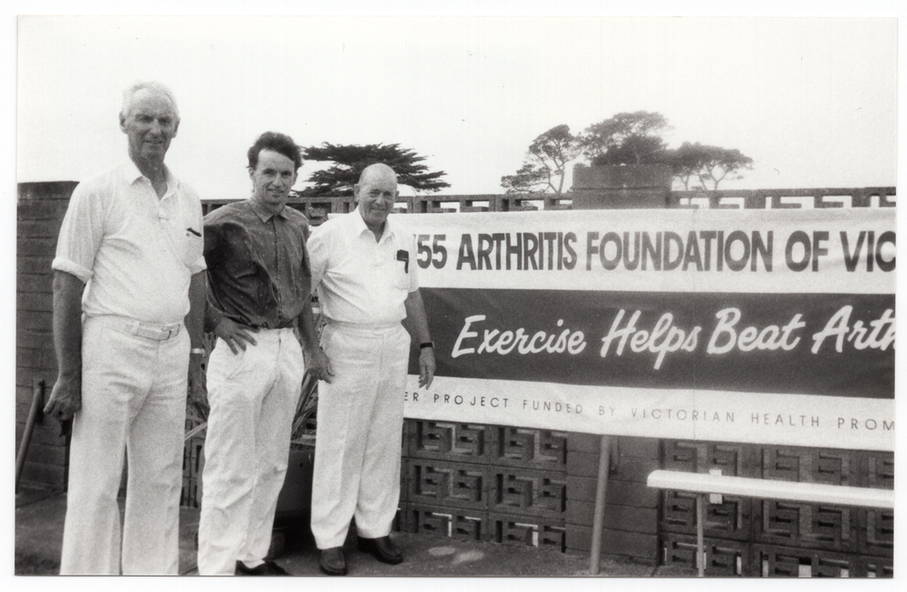 '55 ARTHRITIS FOUNDATION OF VIC
Exercise Helps Beat Arth
ER PROJECT FUNDED BY VICTORIAN HEALTH PROM